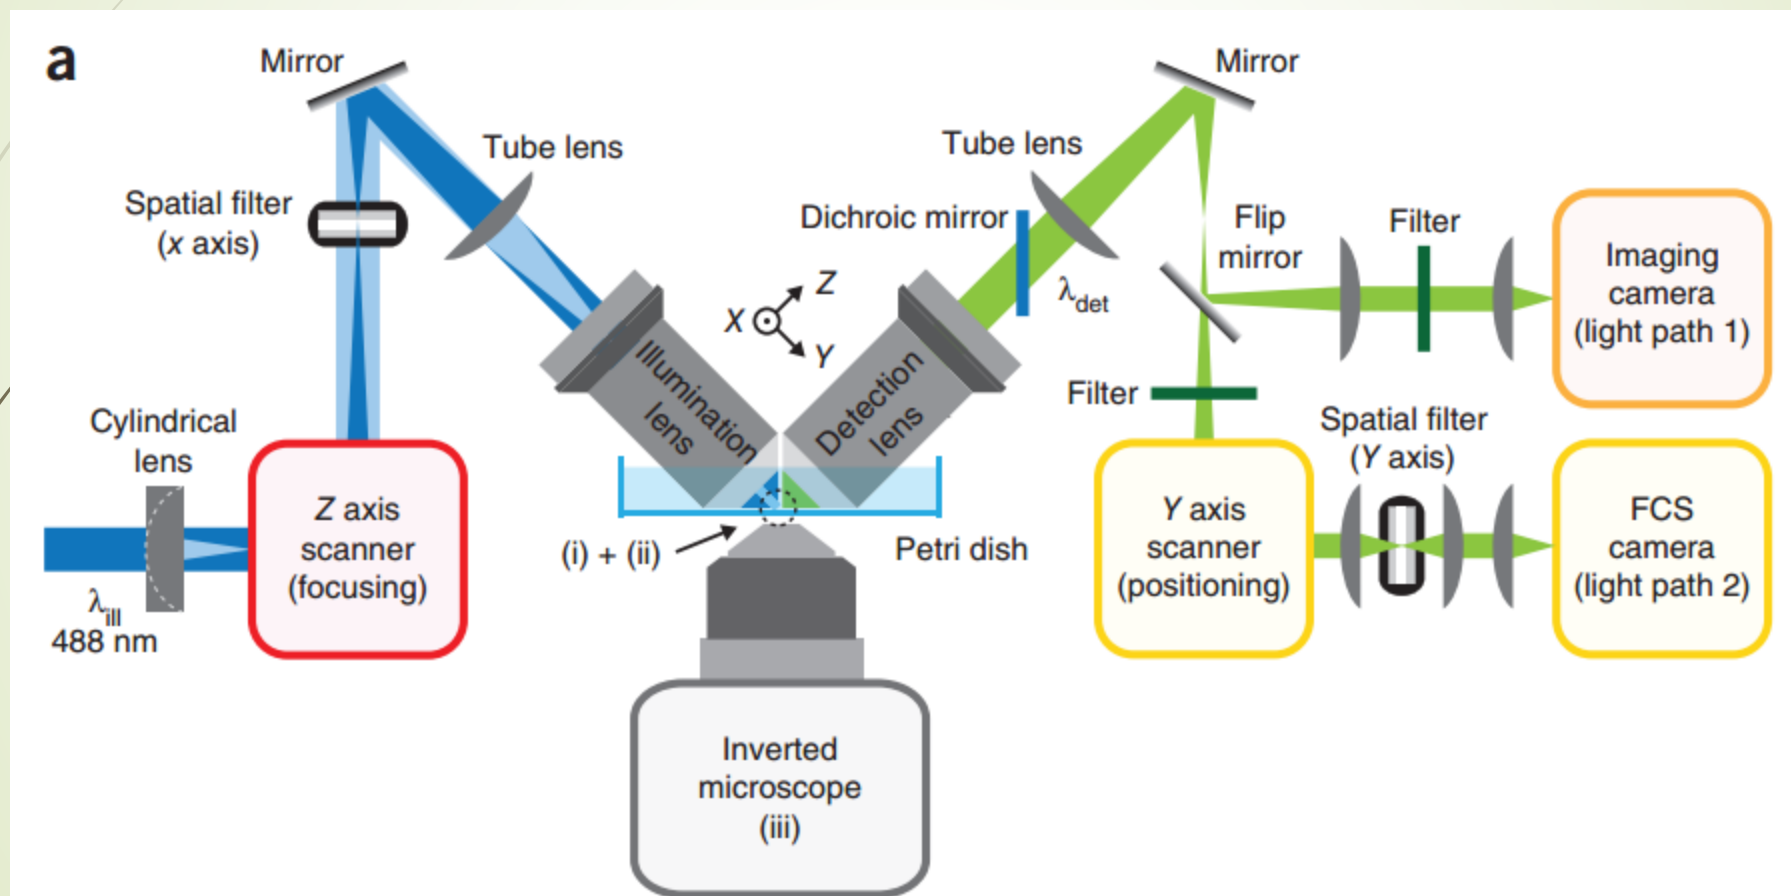 a
Mirror
Tube lens
Spatial filter
(x axis)
Cylindrical
lens
λill
488 nm
Z axis
scanner
(focusing)
Illumination
lens
X
Z
Y
(i) + (ii)
Inverted
microscope
(iii)
Petri dish
Detection
lens
Dichroic mirror
λdet
Tube lens
Mirror
Flip
mirror
Filter
Imaging
camera
(light path 1)
Filter
Y axis
scanner
(positioning)
Spatial filter
(Y axis)
FCS
camera
(light path 2)